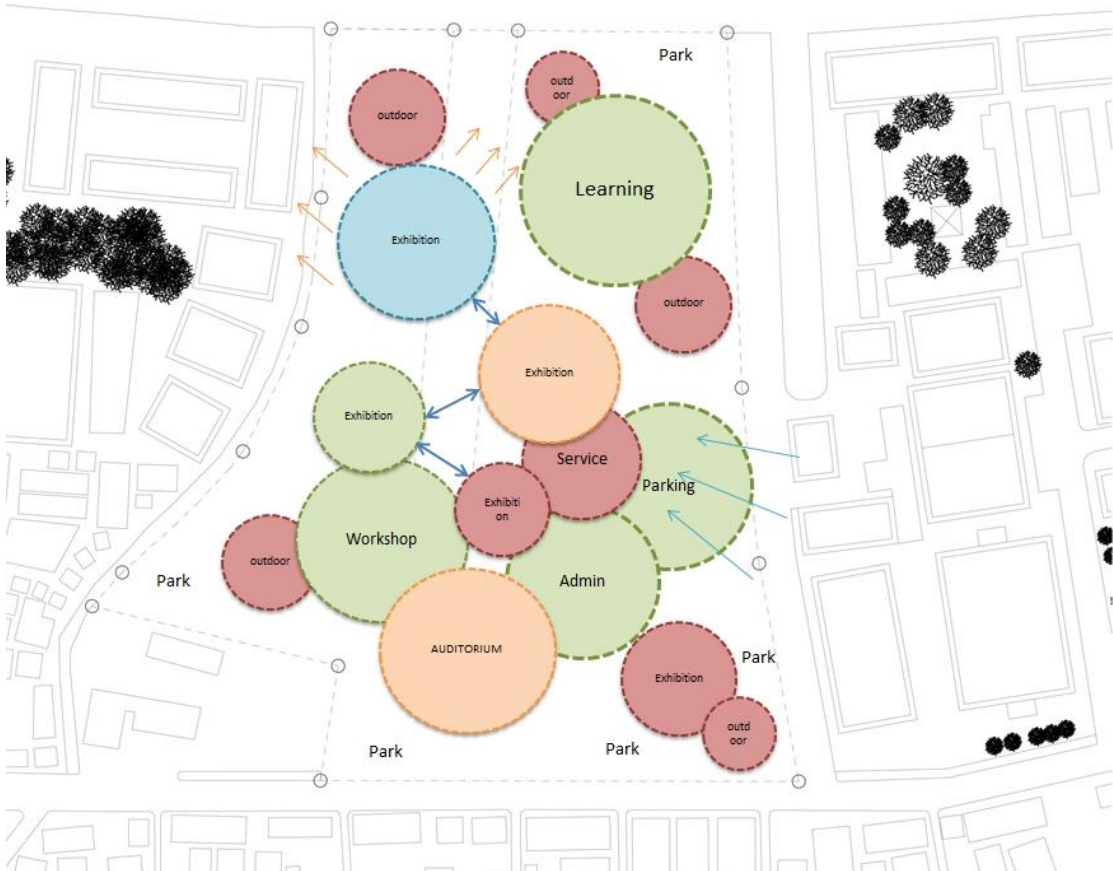 Park
outd
oor
outdoor
Learning
Exhibition
outdoor
Exhibition
Exhibition
Service
Parking
Exhibiti
on
Workshop
outdoor
Admin
Park
AUDITORIUM
Park
Exhibition
outd
oor
Park
Park